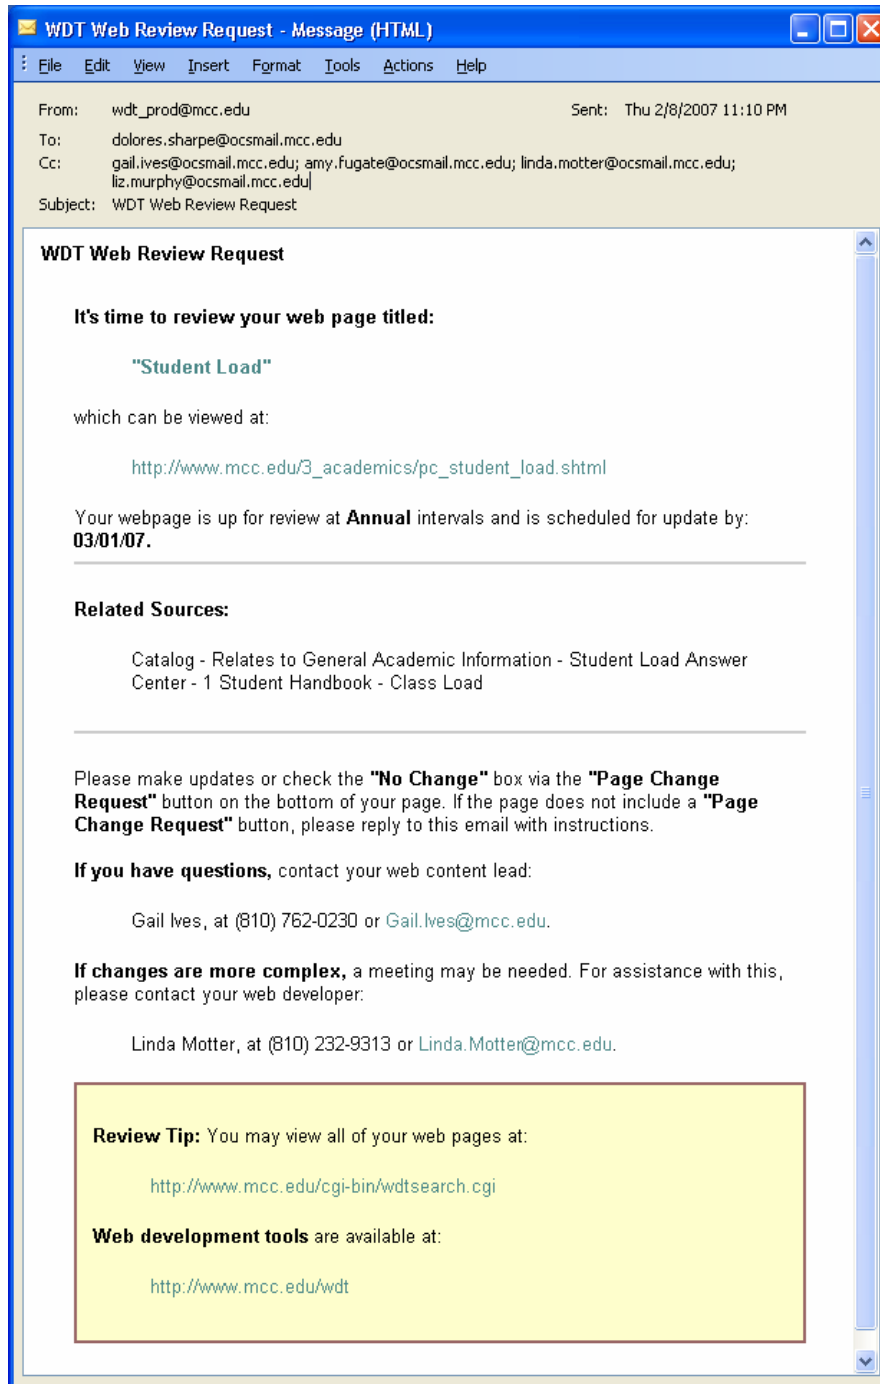 WDT Web Review Request - Message (HTML)
File Edit View Insert Format Tools Actions Help
From: wdt_prod@mcc.edu Sent: Thu 2/8/2007 11:10 PM
To: dolores.sharpe@ocsmail.mcc.edu
Cc: gail.ives@ocsmail.mcc.edu; amy.fugate@ocsmail.mcc.edu; linda.motter@ocsmail.mcc.edu;
liz.murphy@ocsmail.mcc.edu
Subject: WDT Web Review Request
WDT Web Review Request
It's time to review your web page titled:
"Student Load"
which can be viewed at:
http://www.mcc.edu/3_academics/pc_student_load.shtml
Your webpage is up for review at Annual intervals and is scheduled for update by:
03/01/07.
Related Sources:
Catalog - Relates to General Academic Information - Student Load Answer
Center - 1 Student Handbook - Class Load
Please make updates or check the "No Change" box via the "Page Change
Request" button on the bottom of your page. If the page does not include a "Page
Change Request" button, please reply to this email with instructions.
If you have questions, contact your web content lead:
Gail Ives, at (810) 762-0230 or Gail.Ives@mcc.edu.
If changes are more complex, a meeting may be needed. For assistance with this,
please contact your web developer:
Linda Motter, at (810) 232-9313 or Linda.Motter@mcc.edu.
Review Tip: You may view all of your web pages at:
http://www.mcc.edu/cgi-bin/wdtsearch.cgi
Web development tools are available at:
http://www.mcc.edu/wdt